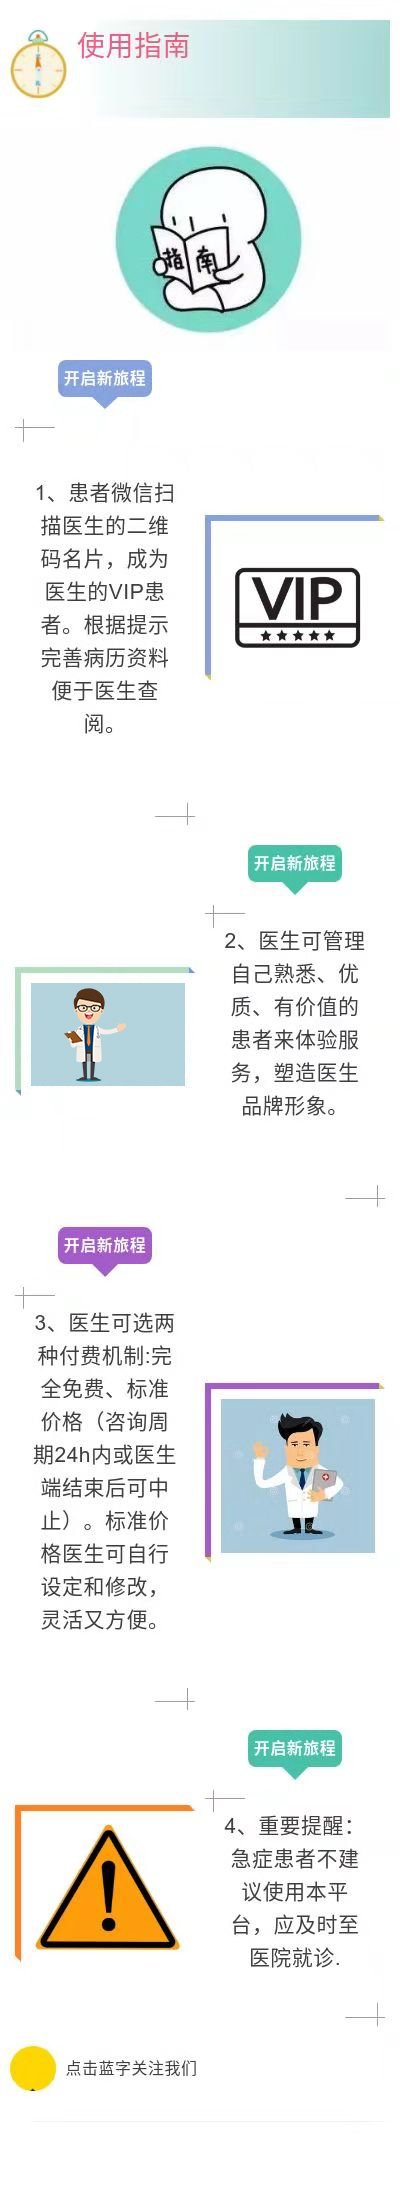 使用指南
指南
开启新旅程
1、患者微信扫
描医生的二维
码名片，成为
医生的VIP患
者。根据提示
完善病历资料
便于医生查
阅。
VIP
开启新旅程
2、医生可管理
自己熟悉、优
质、有价值的
患者来体验服
务，塑造医生
品牌形象。
开启新旅程
3、医生可选两
种付费机制:完
全免费、标准
价格（咨询周
期24h内或医生
端结束后可中
止）。标准价
格医生可自行
设定和修改，
灵活又方便。
开启新旅程
4、重要提醒：
急症患者不建
议使用本平
台，应及时至
医院就诊.
点击蓝字关注我们